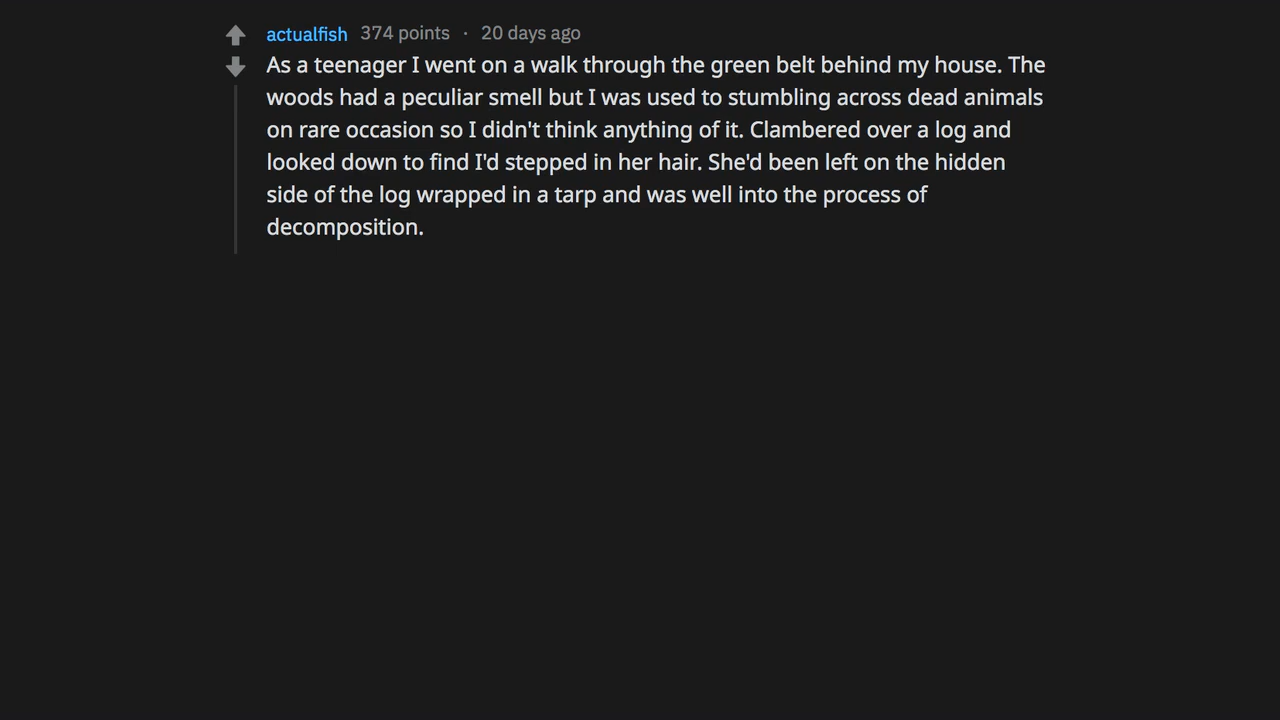 actualfish 374 points · 20 days ago
As a teenager I went on a walk through the green belt behind my house. The
woods had a peculiar smell but I was used to stumbling across dead animals
on rare occasion so I didn't think anything of it. Clambered over a log and
looked down to find I'd stepped in her hair. She'd been left on the hidden
side of the log wrapped in a tarp and was well into the process of
decomposition.